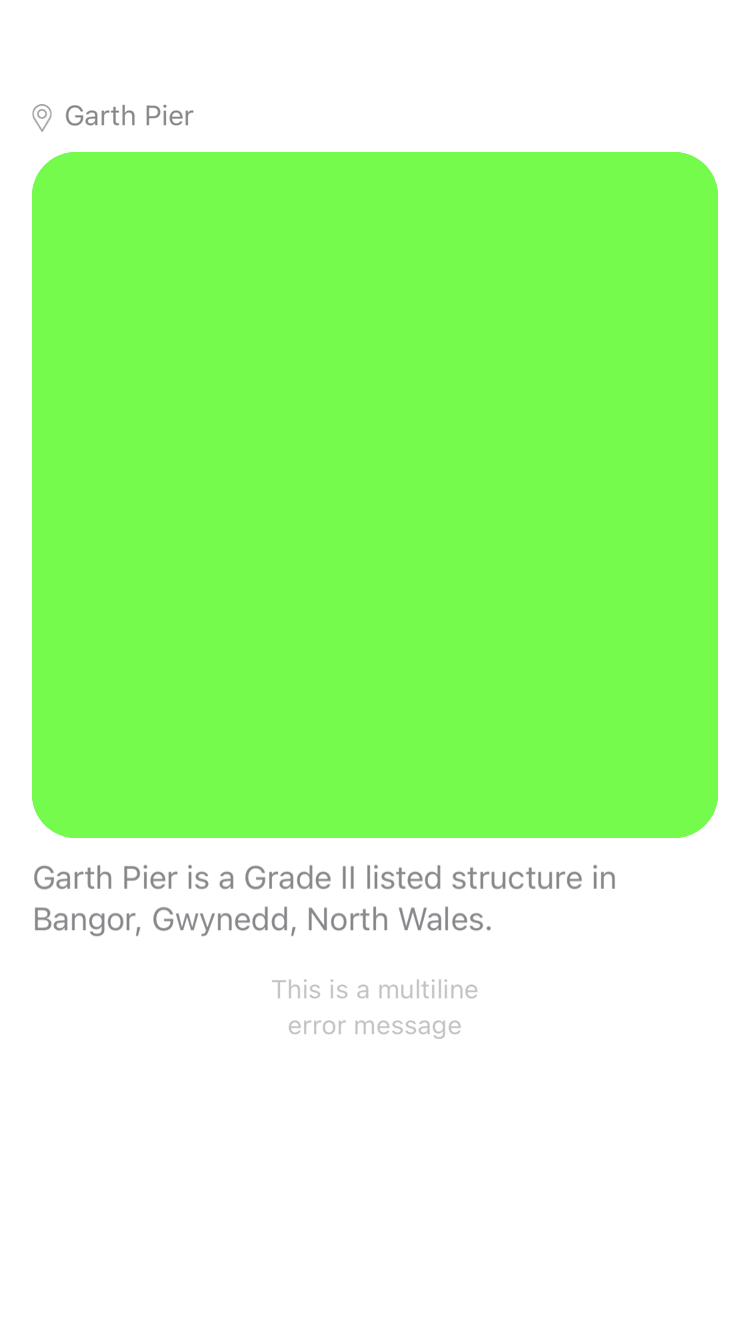 Garth Pier
Garth Pier is a Grade II listed structure in
Bangor, Gwynedd, North Wales.
This is a multiline
error message